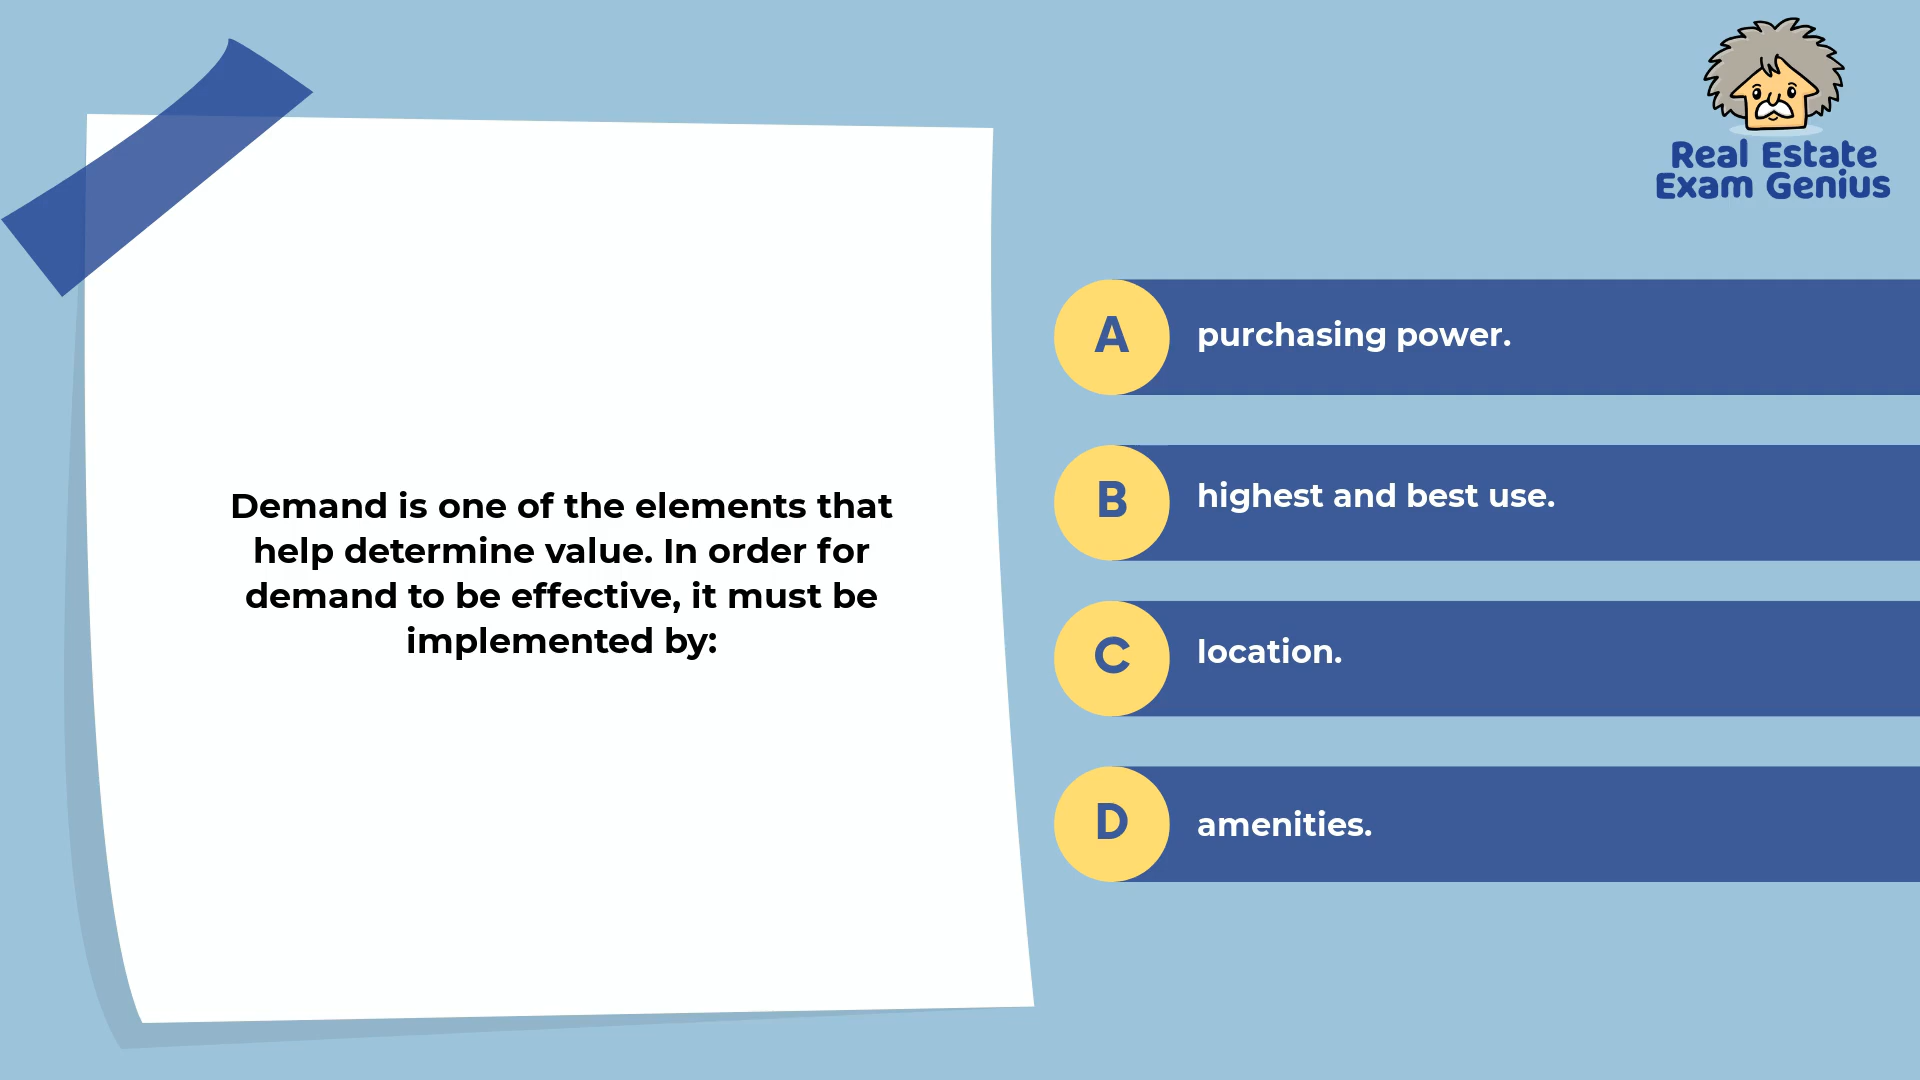 Real Estate
Exam Genius
Demand is one of the elements that
help determine value. In order for
demand to be effective, it must be
implemented by:
A purchasing power.
B highest and best use.
C location.
D amenities.